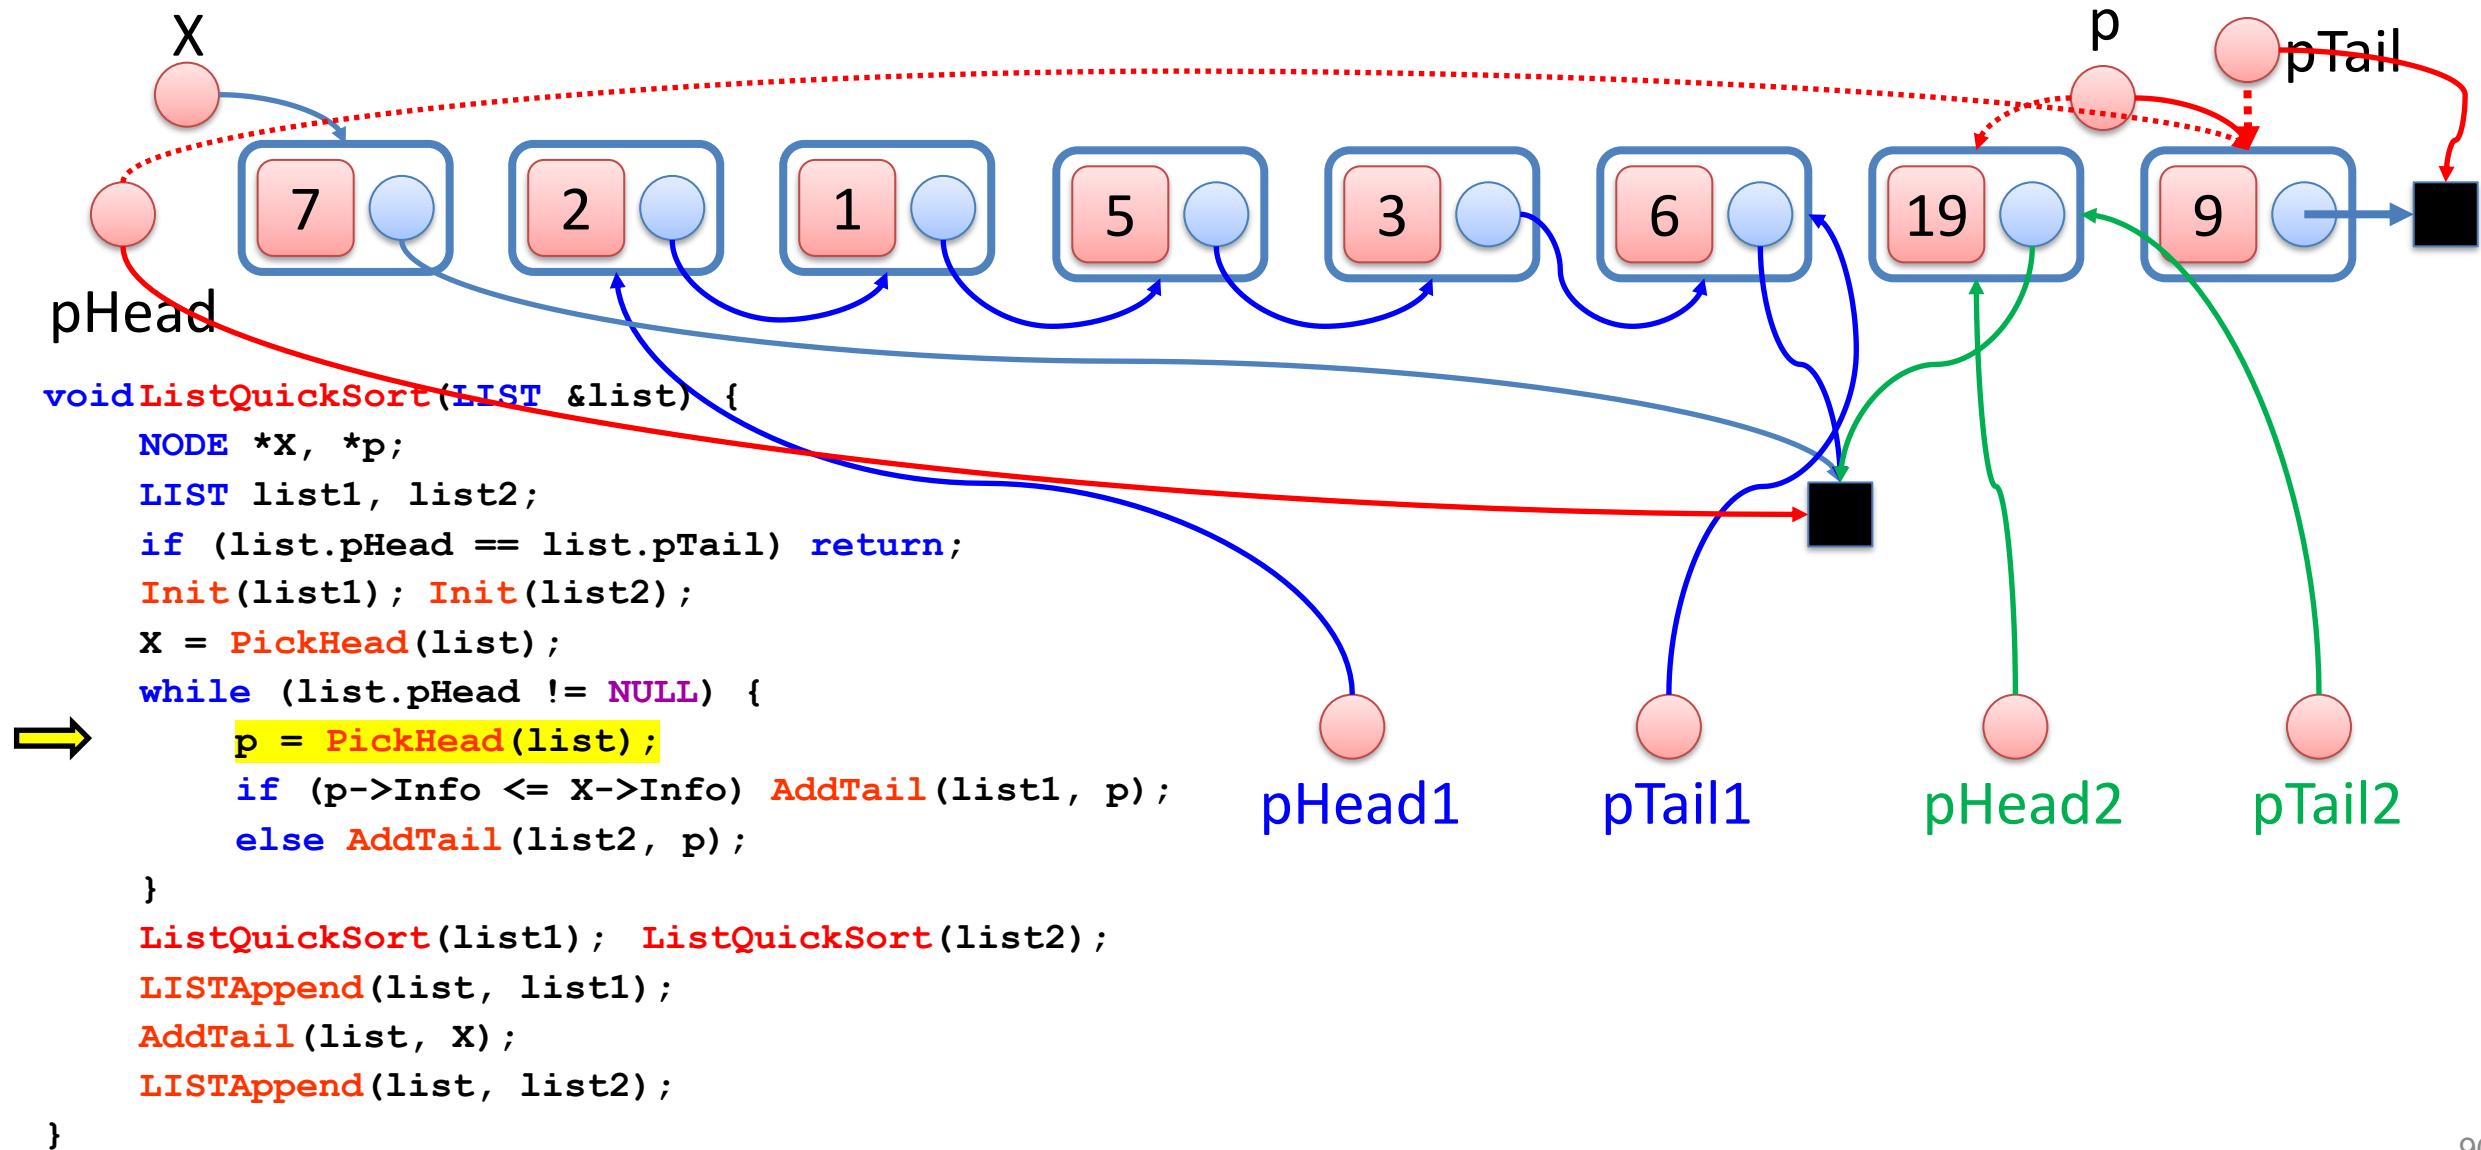 X
p
pTail
7 2 1 5 3 6 19 9
pHead
void ListQuickSort(LIST &list) {
NODE *X, *p;
LIST list1, list2;
if (list.pHead == list.pTail) return;
Init(list1); Init(list2);
X = PickHead(list);
while (list.pHead != NULL) {
p = PickHead(list);
if (p->Info <= X->Info) AddTail(list1, p);
else AddTail(list2, p);
}
ListQuickSort(list1); ListQuickSort(list2);
LISTAppend(list, list1);
AddTail(list, X);
LISTAppend(list, list2);
}
pHead1 pTail1 pHead2 pTail2